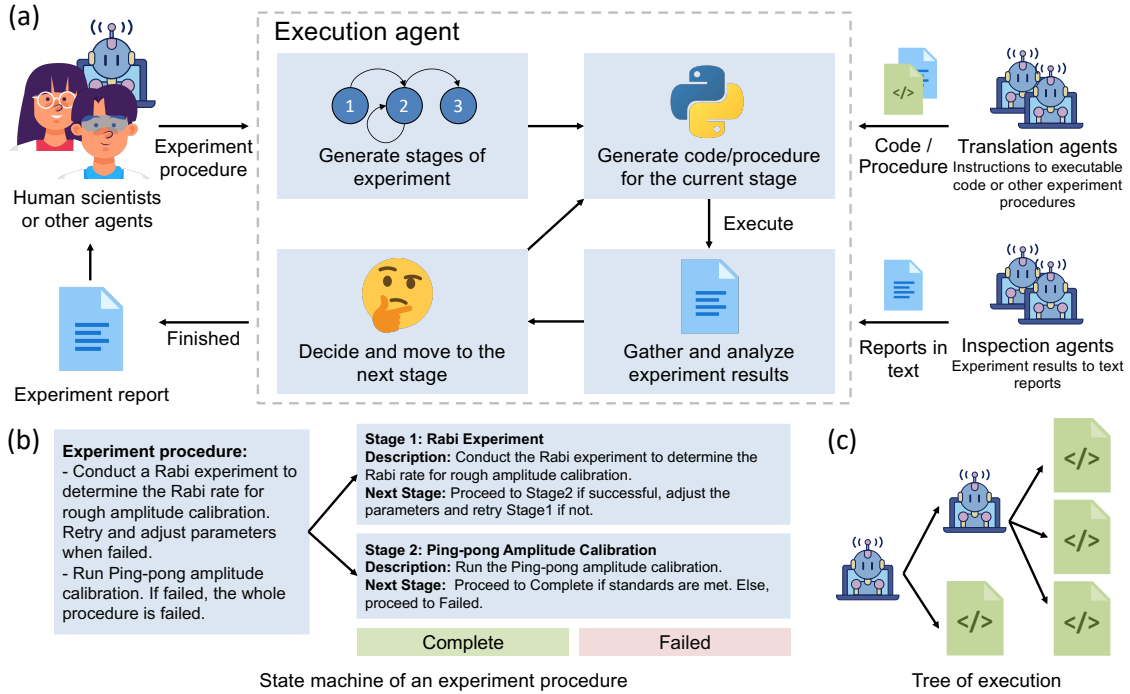 (a)
Execution agent
1
2
3
Generate stages of
experiment
Generate code/procedure
for the current stage
Execute
Decide and move to the
next stage
Gather and analyze
experiment results
Experiment
procedure
Human scientists
or other agents
Finished
Experiment report
</>
Code /
Procedure
Translation agents
Instructions to executable
code or other experiment
procedures
Reports in
text
Inspection agents
Experiment results to text
reports
(b)
Experiment procedure:
- Conduct a Rabi experiment to
determine the Rabi rate for
rough amplitude calibration.
Retry and adjust parameters
when failed.
- Run Ping-pong amplitude
calibration. If failed, the whole
procedure is failed.
Stage 1: Rabi Experiment
Description: Conduct the Rabi experiment to determine the
Rabi rate for rough amplitude calibration.
Next Stage: Proceed to Stage2 if successful, adjust the
parameters and retry Stage1 if not.
Stage 2: Ping-pong Amplitude Calibration
Description: Run the Ping-pong amplitude calibration.
Next Stage: Proceed to Complete if standards are met. Else,
proceed to Failed.
Complete
Failed
State machine of an experiment procedure
(c)
</>
</>
</>
</>
Tree of execution